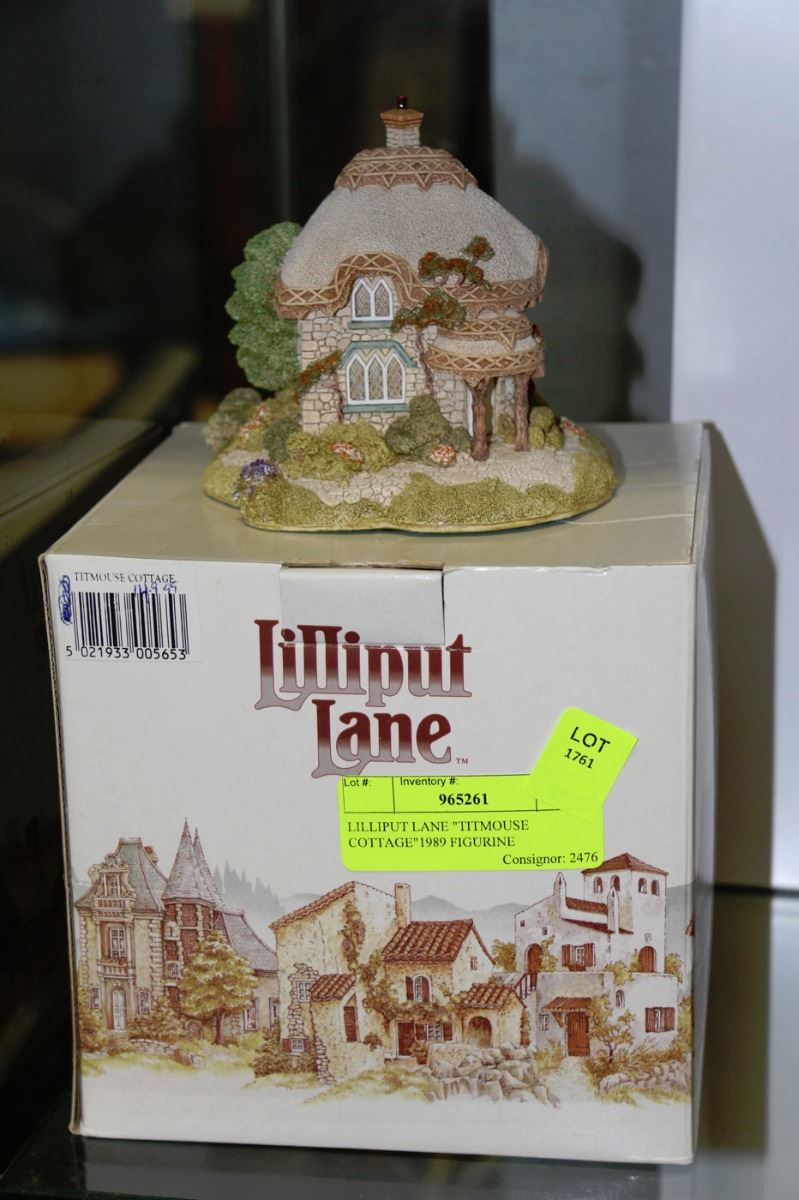 TITMOUSE COTTAGE
5 021933 005653
Lilliput
Lane™
LOT
1761
Lot #: Inventory #:
965261
LILLIPUT LANE "TITMOUSE
COTTAGE"1989 FIGURINE
Consignor: 2476